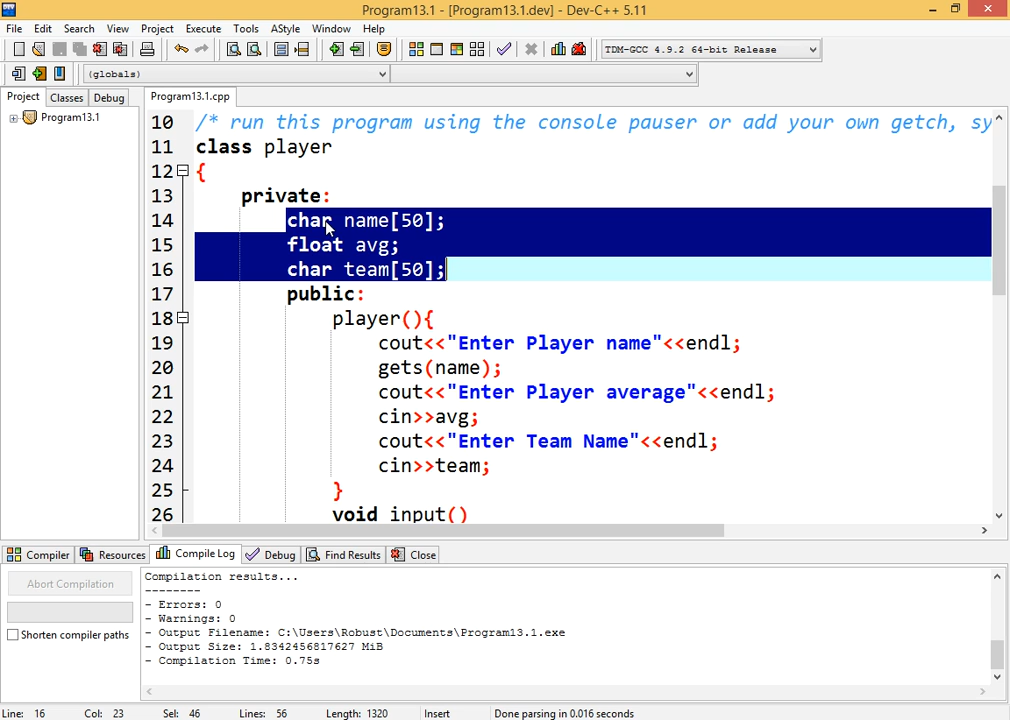 Program13.1 - [Program13.1.dev] - Dev-C++ 5.11
File Edit Search View Project Execute Tools AStyle Window Help
TDM-GCC 4.9.2 64-bit Release
(globals)
Project Classes Debug
Program13.1.cpp
Program13.1
10 /* run this program using the console pauser or add your own getch, sy
11 class player
12 {
13 private:
14 char name[50];
15 float avg;
16 char team[50];
17 public:
18 player(){
19 cout<<"Enter Player name"<<endl;
20 gets(name);
21 cout<<"Enter Player average"<<endl;
22 cin>>avg;
23 cout<<"Enter Team Name"<<endl;
24 cin>>team;
25 }
26 void input()
Compiler Resources Compile Log Debug Find Results Close
Abort Compilation
Shorten compiler paths
Compilation results...
--------
- Errors: 0
- Warnings: 0
- Output Filename: C:\Users\Robust\Documents\Program13.1.exe
- Output Size: 1.8342456817627 MiB
- Compilation Time: 0.75s
Line: 16 Col: 23 Sel: 46 Lines: 56 Length: 1320 Insert Done parsing in 0.016 seconds